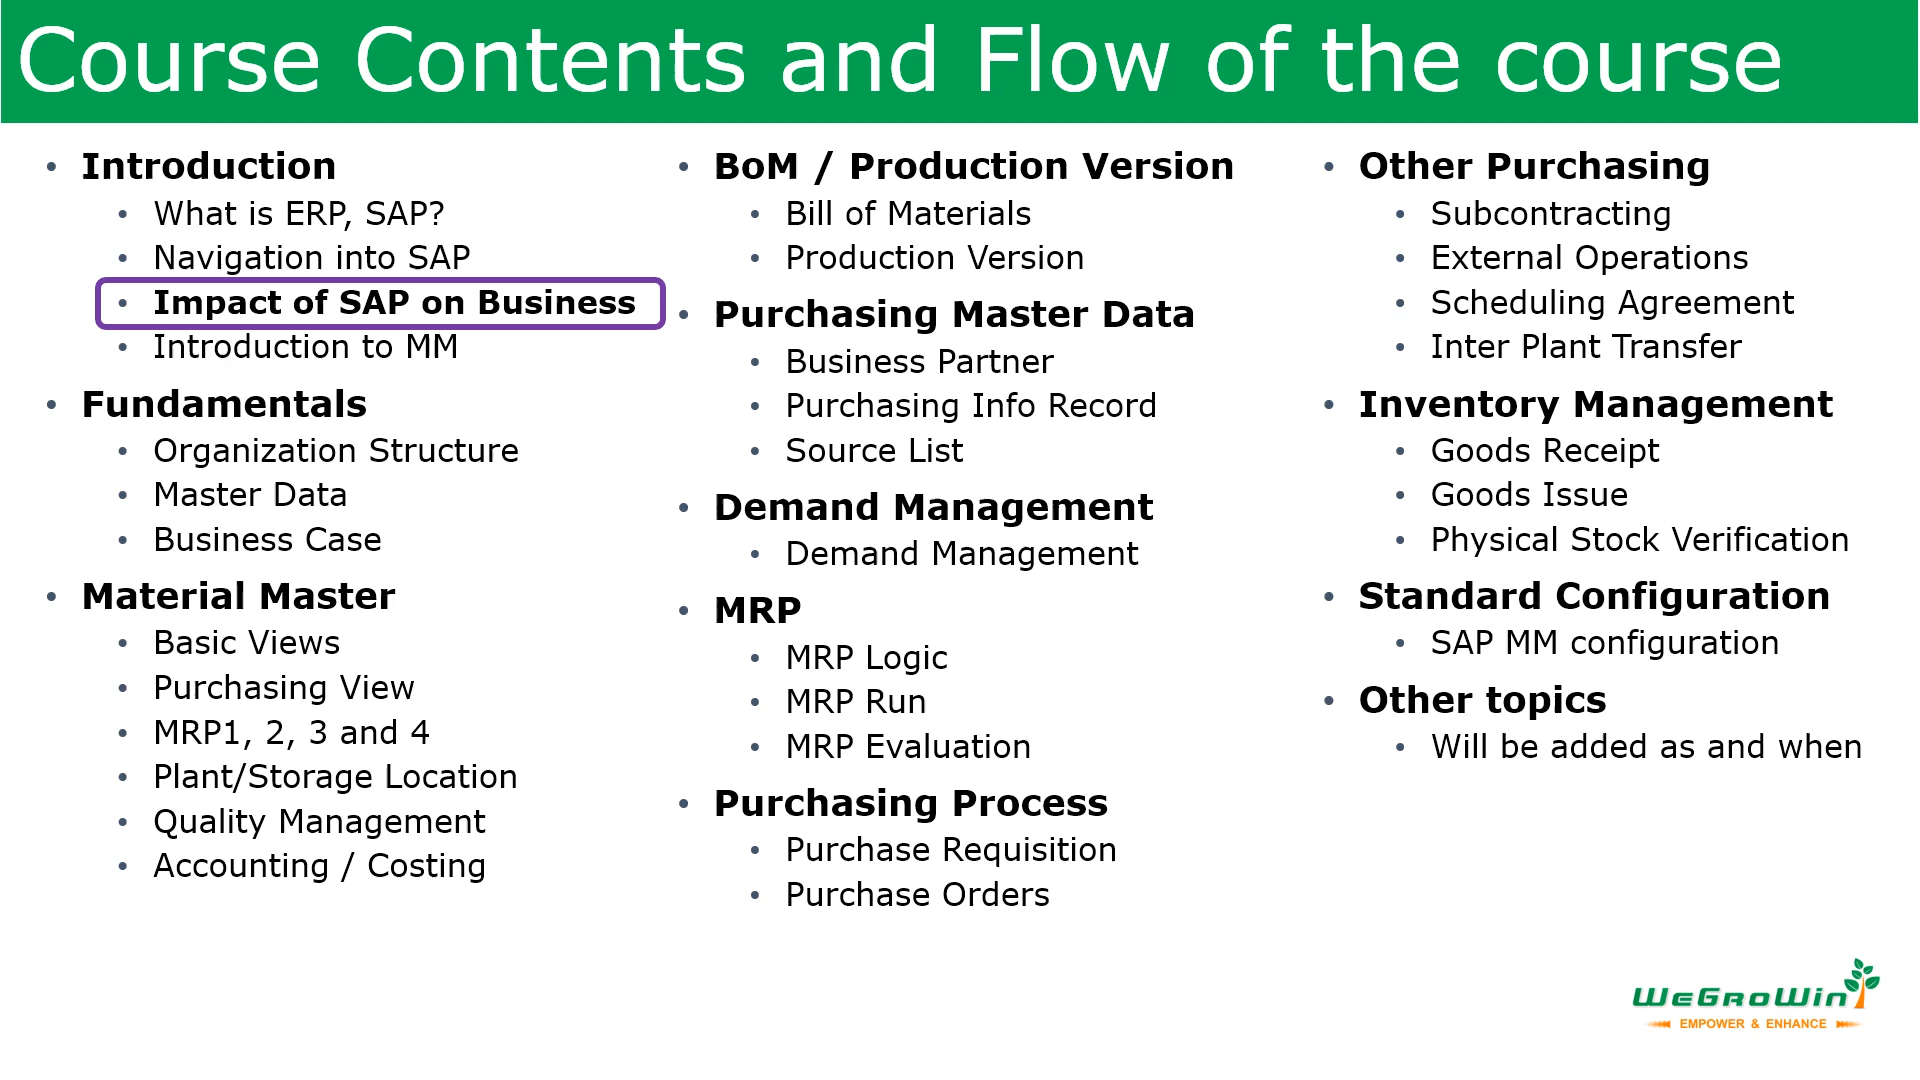 Course Contents and Flow of the course
Introduction
What is ERP, SAP?
Navigation into SAP
Impact of SAP on Business
Introduction to MM
Fundamentals
Organization Structure
Master Data
Business Case
Material Master
Basic Views
Purchasing View
MRP1, 2, 3 and 4
Plant/Storage Location
Quality Management
Accounting / Costing
BoM / Production Version
Bill of Materials
Production Version
Purchasing Master Data
Business Partner
Purchasing Info Record
Source List
Demand Management
Demand Management
MRP
MRP Logic
MRP Run
MRP Evaluation
Purchasing Process
Purchase Requisition
Purchase Orders
Other Purchasing
Subcontracting
External Operations
Scheduling Agreement
Inter Plant Transfer
Inventory Management
Goods Receipt
Goods Issue
Physical Stock Verification
Standard Configuration
SAP MM configuration
Other topics
Will be added as and when
WeGroWin
EMPOWER & ENHANCE